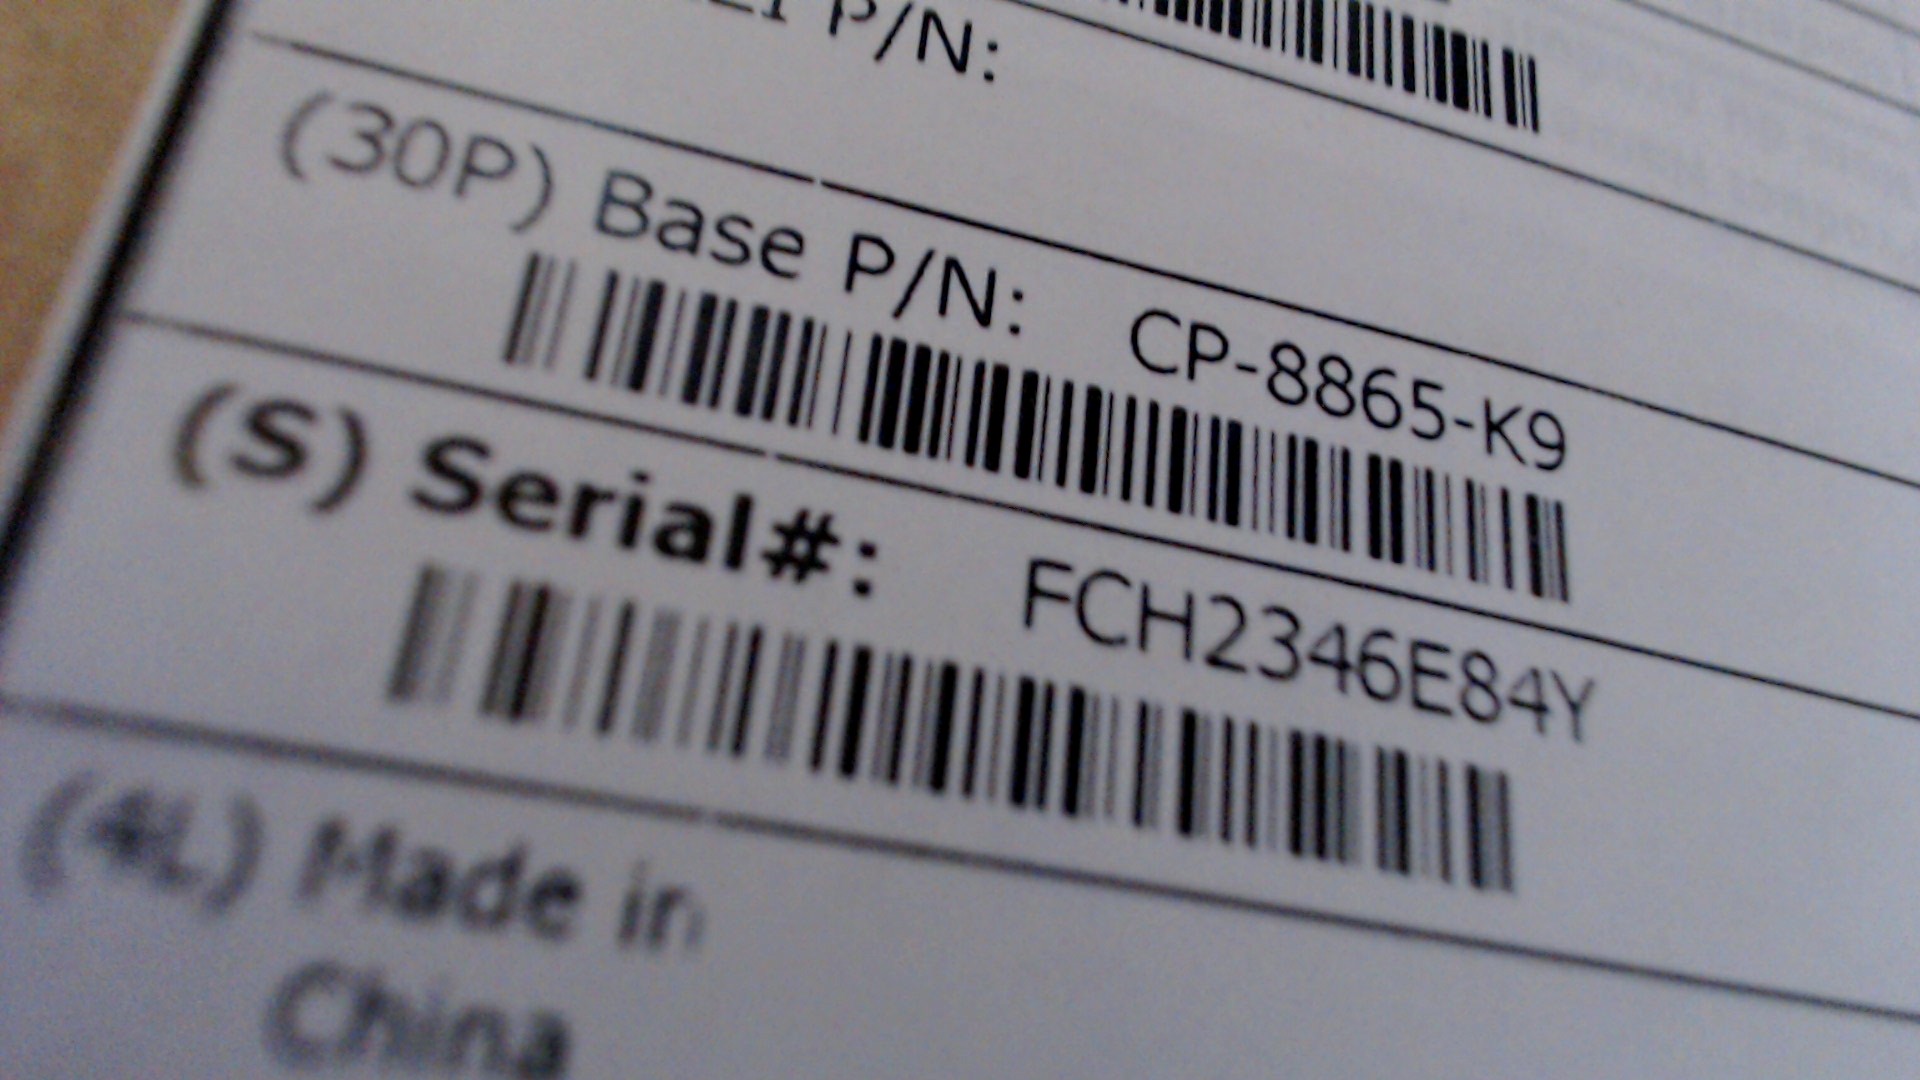 P/N:
(30P) Base P/N: CP-8865-K9
(S) Serial#: FCH2346E84Y
(4L) Made in
China